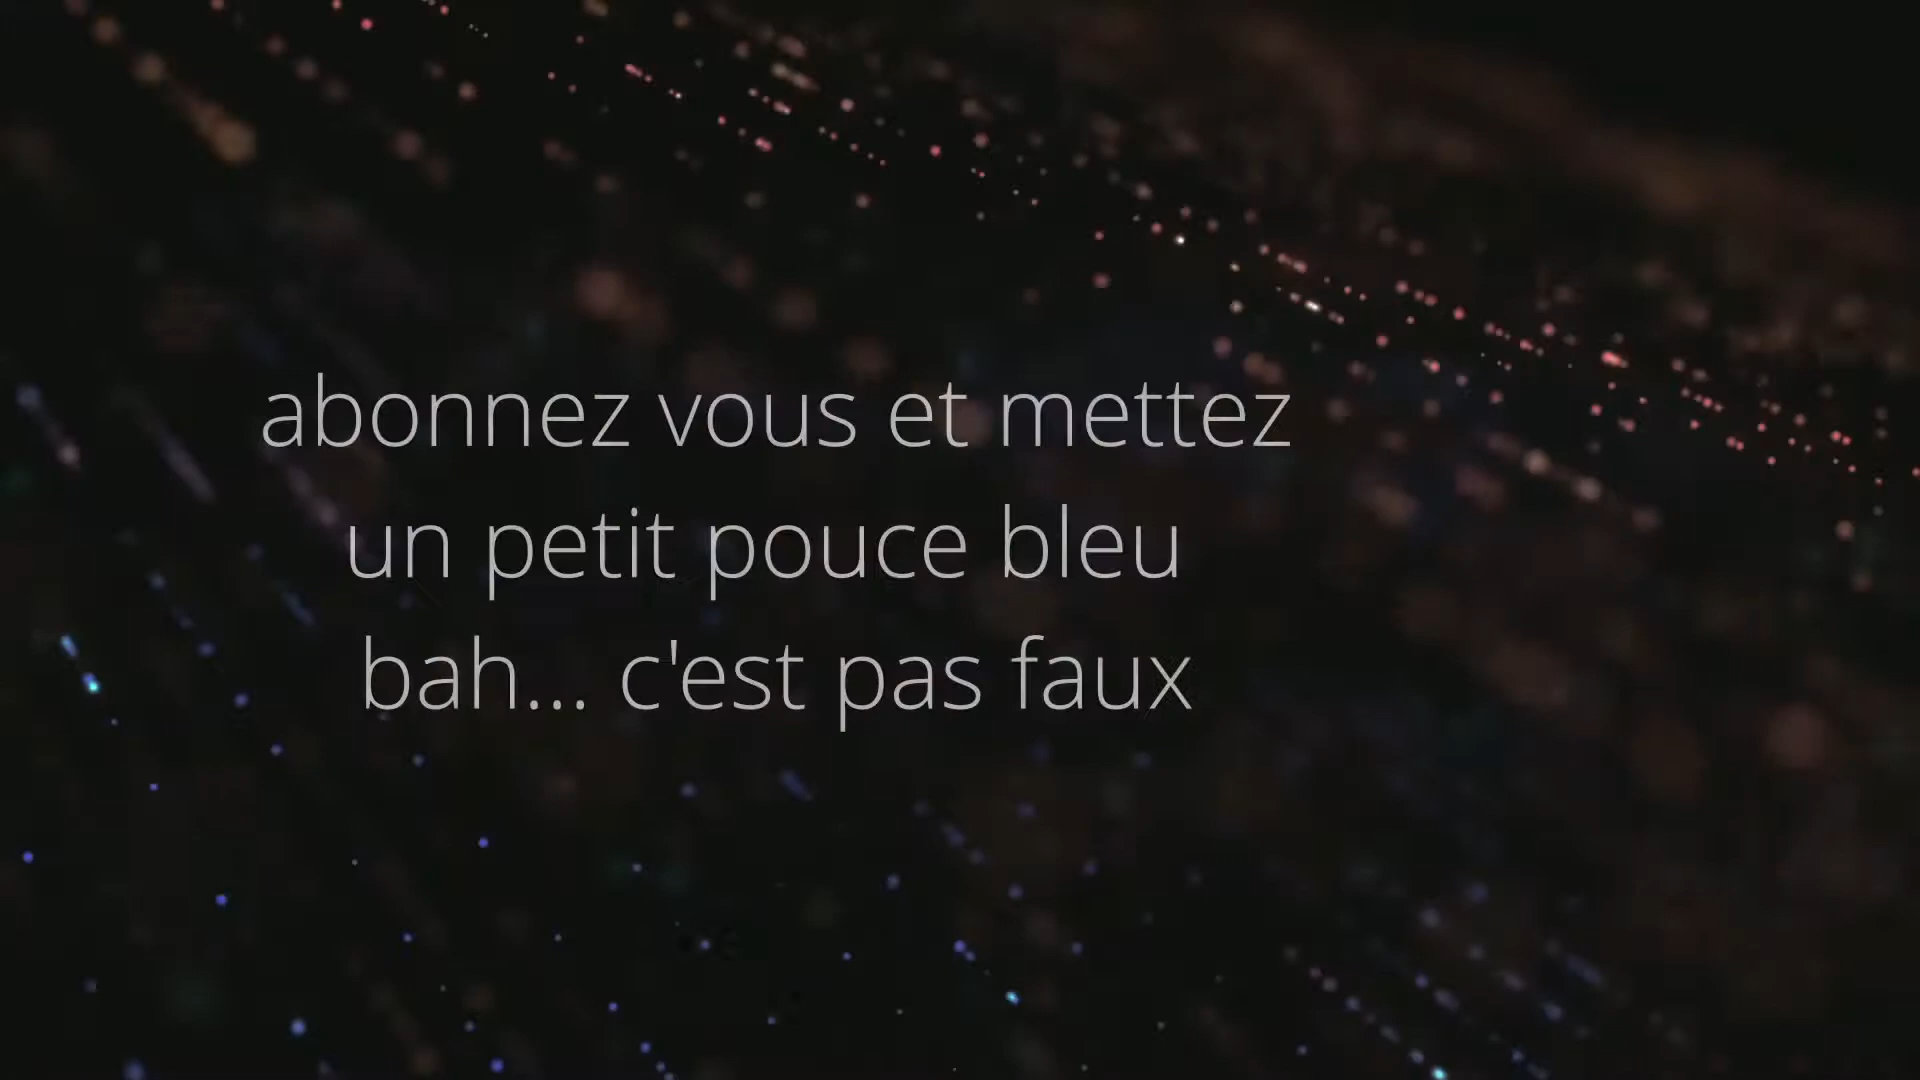 abonnez vous et mettez
un petit pouce bleu
bah... c'est pas faux